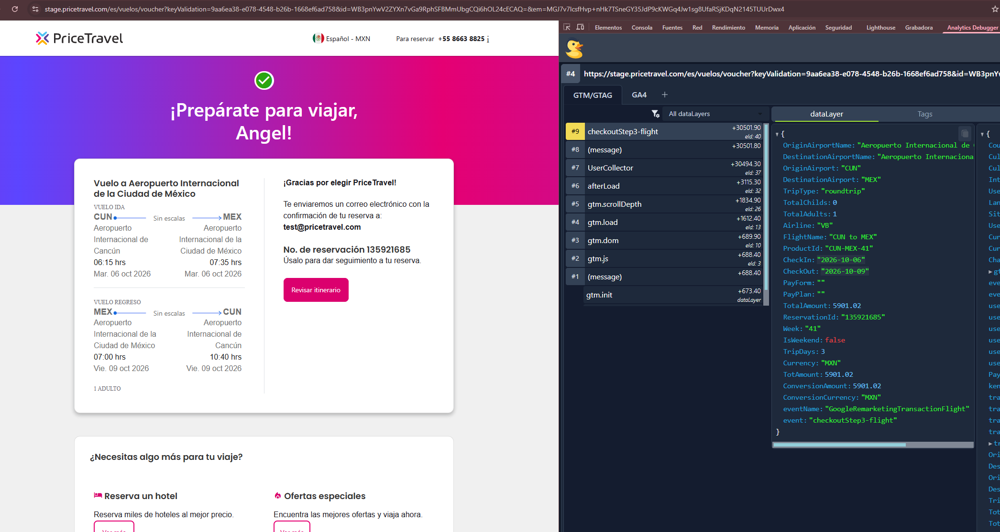 stage.pricetravel.com/es/vuelos/voucher?keyValidation=9aa6ea38-e078-4548-b26b-1668ef6ad758&id=WB3pnYwV2ZYXn7vGa9RphSFBMmUbgCQi6hOL24cECAQ=&em=MGJ7v7IcsfHvp+nHk7TSneGY35JdP9cKWGq4Jw1sg8UfaRSjKDqN2145TUUrDwx4
PriceTravel
Español - MXN
Para reservar +55 8663 8825
¡Prepárate para viajar,
Angel!
Vuelo a Aeropuerto Internacional
de la Ciudad de México
VUELO IDA
CUN Sin escalas MEX
Aeropuerto
Internacional de
Cancún
Aeropuerto
Internacional de la
Ciudad de México
06:15 hrs 07:35 hrs
Mar. 06 oct 2026 Mar. 06 oct 2026
VUELO REGRESO
MEX Sin escalas CUN
Aeropuerto
Internacional de la
Ciudad de México
Aeropuerto
Internacional de
Cancún
07:00 hrs 10:40 hrs
Vie. 09 oct 2026 Vie. 09 oct 2026
1 ADULTO
¡Gracias por elegir PriceTravel!
Te enviaremos un correo electrónico con la
confirmación de tu reserva a:
test@pricetravel.com
No. de reservación 135921685
Úsalo para dar seguimiento a tu reserva.
Revisar itinerario
¿Necesitas algo más para tu viaje?
Reserva un hotel
Reserva miles de hoteles al mejor precio.
Ver más
Ofertas especiales
Encuentra las mejores ofertas y viaja ahora.
Ver más
Elementos Consola Fuentes Red Rendimiento Memoria Aplicación Seguridad Lighthouse Grabadora Analytics Debugger
#4 https://stage.pricetravel.com/es/vuelos/voucher?keyValidation=9aa6ea38-e078-4548-b26b-1668ef6ad758&id=WB3pnYv
GTM/GTAG GA4 +
All dataLayers
#9 checkoutStep3-flight +30501.90
eId: 40
#8 (message) +30501.80
#7 UserCollector +30494.30
eId: 37
#6 afterLoad +3115.30
eId: 32
#5 gtm.scrollDepth +1834.90
eId: 26
#4 gtm.load +1612.40
eId: 13
#3 gtm.dom +689.90
eId: 10
#2 gtm.js +688.40
eId: 3
#1 (message) +688.40
gtm.init +673.40
dataLayer
dataLayer Tags
{
OriginAirportName: "Aeropuerto Internacional de
DestinationAirportName: "Aeropuerto Internaciona
OriginAirport: "CUN"
DestinationAirport: "MEX"
TripType: "roundtrip"
TotalChilds: 0
TotalAdults: 1
Airline: "VB"
FlightName: "CUN to MEX"
ProductId: "CUN-MEX-41"
CheckIn: "2026-10-06"
CheckOut: "2026-10-09"
PayForm: ""
PayPlan: ""
TotalAmount: 5901.02
ReservationId: "135921685"
Week: "41"
IsWeekend: false
TripDays: 3
Currency: "MXN"
TotAmount: 5901.02
ConversionAmount: 5901.02
ConversionCurrency: "MXN"
eventName: "GoogleRemarketingTransactionFlight"
event: "checkoutStep3-flight"
}
{
Cou
Cul
Cul
Int
Use
Lan
Sit
Use
Cur
Cur
Cha
gt
eve
eve
use
use
use
use
use
use
Pay
ken
tra
tra
tra
tra
tr
Ori
Des
Ori
Des
Tri
Tot
Tot